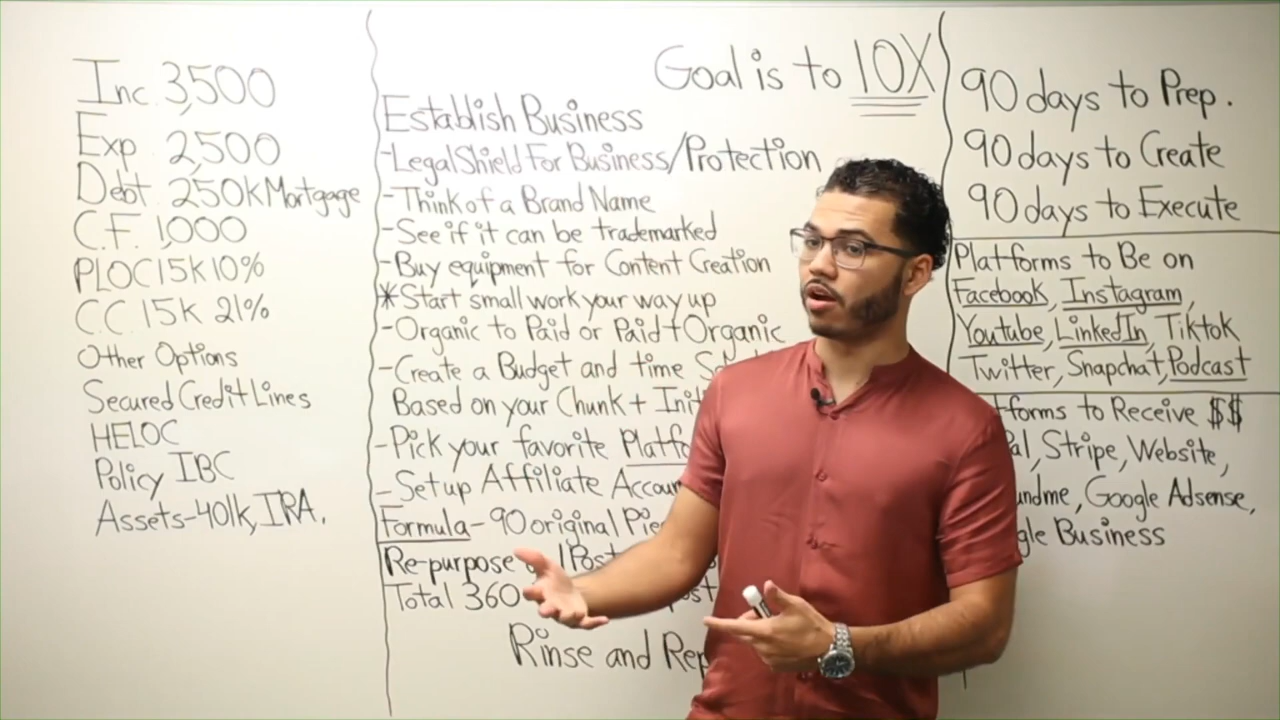 Inc. 3,500
Exp 2,500
Debt 250k Mortgage
C.F. 1,000
PLOC 15k 10%
C.C 15k 21%
Other Options
Secured Credit Lines
HELOC
Policy IBC
Assets-401k, IRA,
Goal is to 10X
Establish Business
-LegalShield For Business/Protection
-Think of a Brand Name
-See if it can be trademarked
-Buy equipment for Content Creation
*Start small work your way up
-Organic to Paid or Paid+Organic
-Create a Budget and time
Based on your Chunk +
-Pick your favorite
-Set up Affiliate
Formula-90 original
Re-purpose
Total 360
Rinse and
90 days to Prep.
90 days to Create
90 days to Execute
Platforms to Be on
Facebook, Instagram,
Youtube, LinkedIn, Tiktok
Twitter, Snapchat, Podcast
to Receive $$
Stripe, Website,
Google Adsense,
Business